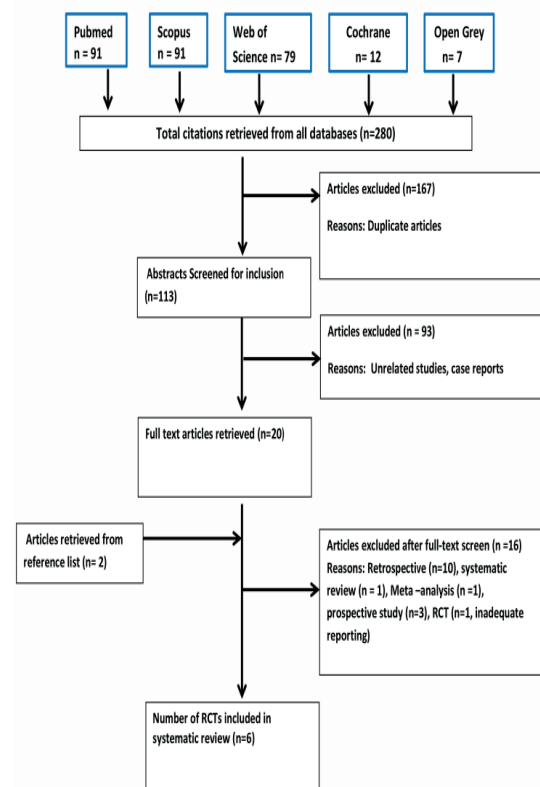 Pubmed
n = 91
Scopus
n = 91
Web of
Science n= 79
Cochrane
n = 12
Open Grey
n= 7
Total citations retrieved from all databases (n=280)
Articles excluded (n=167)
Reasons: Duplicate articles
Abstracts Screened for inclusion
(n=113)
Articles excluded (n = 93)
Reasons: Unrelated studies, case reports
Full text articles retrieved (n=20)
Articles retrieved from
reference list (n= 2)
Articles excluded after full-text screen (n =16)
Reasons: Retrospective (n=10), systematic
review (n = 1), Meta –analysis (n =1),
prospective study (n=3), RCT (n=1, inadequate
reporting)
Number of RCTs included in
systematic review (n=6)